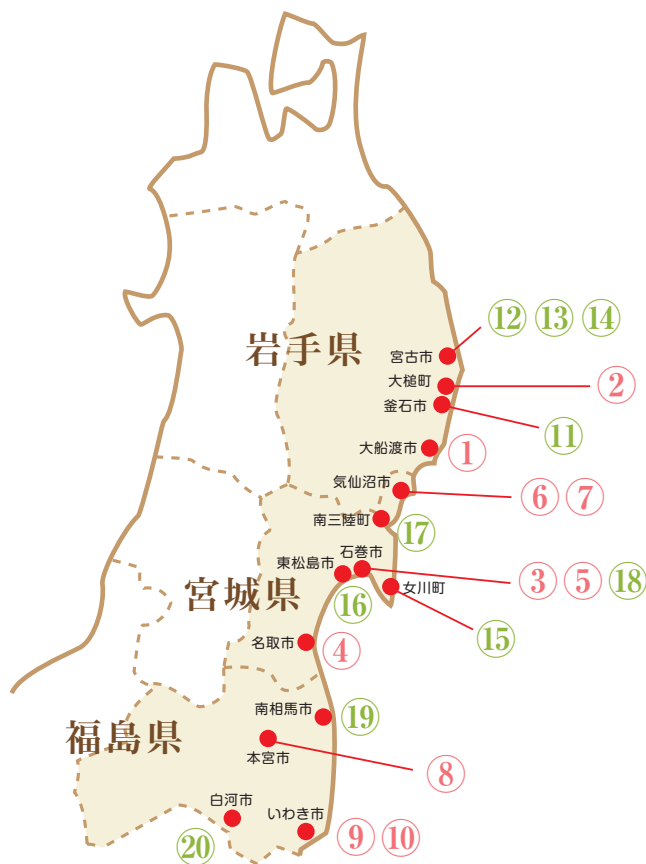 ⑫ ⑬ ⑭
岩手県
宮古市
大槌町
②
釜石市
⑪
大船渡市
①
気仙沼市
⑥ ⑦
南三陸町
⑰
石巻市
東松島市
③ ⑤ ⑱
宮城県
女川町
⑯
⑮
名取市
④
南相馬市
⑲
福島県
本宮市
⑧
白河市
いわき市
⑨ ⑩
⑳